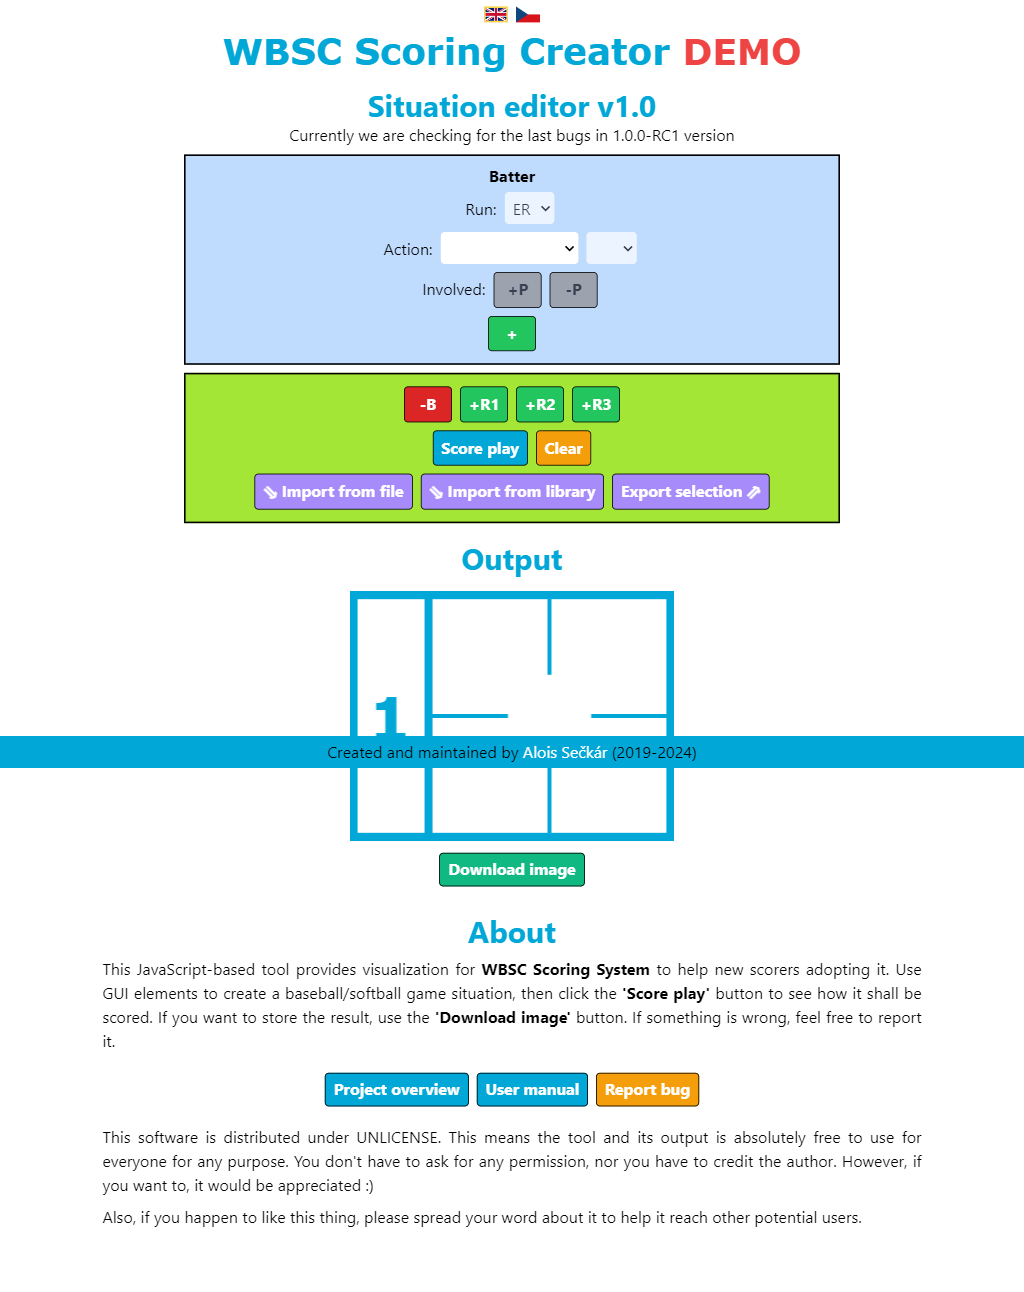 WBSC Scoring Creator DEMO
Situation editor v1.0
Currently we are checking for the last bugs in 1.0.0-RC1 version
Batter
Run: ER
Action:
Involved: +P -P
+
-B +R1 +R2 +R3
Score play Clear
⇘ Import from file ⇘ Import from library Export selection ⇗
Output
1
Created and maintained by Alois Sečkár (2019-2024)
Download image
About
This JavaScript-based tool provides visualization for WBSC Scoring System to help new scorers adopting it. Use
GUI elements to create a baseball/softball game situation, then click the 'Score play' button to see how it shall be
scored. If you want to store the result, use the 'Download image' button. If something is wrong, feel free to report
it.
Project overview User manual Report bug
This software is distributed under UNLICENSE. This means the tool and its output is absolutely free to use for
everyone for any purpose. You don't have to ask for any permission, nor you have to credit the author. However, if
you want to, it would be appreciated :)
Also, if you happen to like this thing, please spread your word about it to help it reach other potential users.